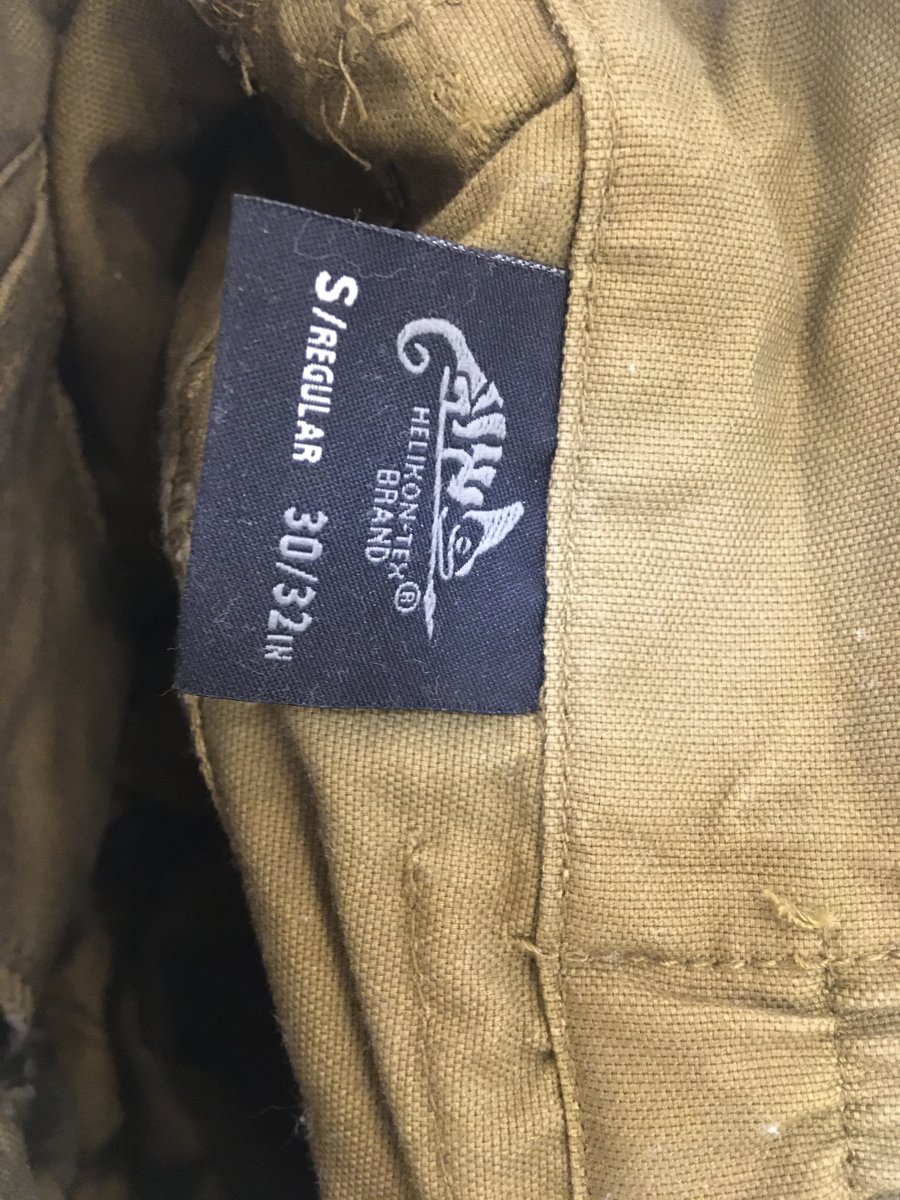 HELIKON-TEX®
BRAND
S/REGULAR 30/32IN